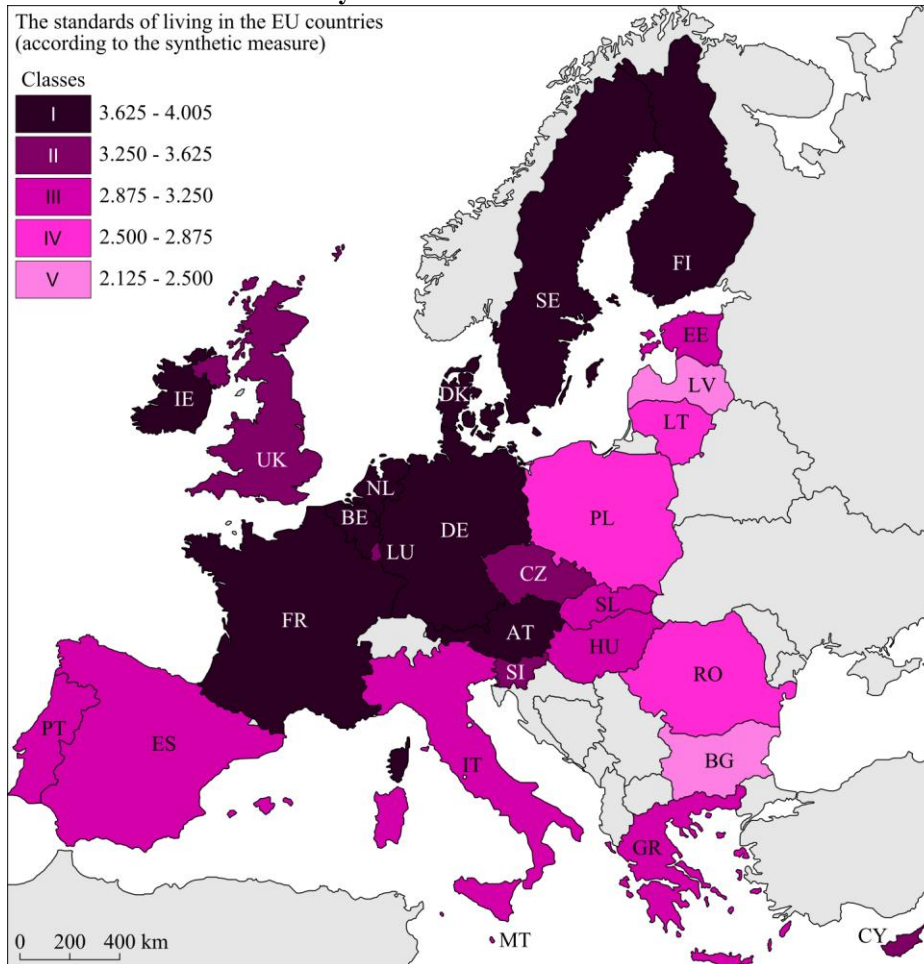 The standards of living in the EU countries
(according to the synthetic measure)
Classes
I 3.625 - 4.005
II 3.250 - 3.625
III 2.875 - 3.250
IV 2.500 - 2.875
V 2.125 - 2.500
FI
SE
EE
LV
DK
LT
IE
UK
NL
PL
BE
DE
LU
CZ
SL
FR
AT
HU
SI
RO
PT
ES
IT
BG
GR
MT
CY
0 200 400 km